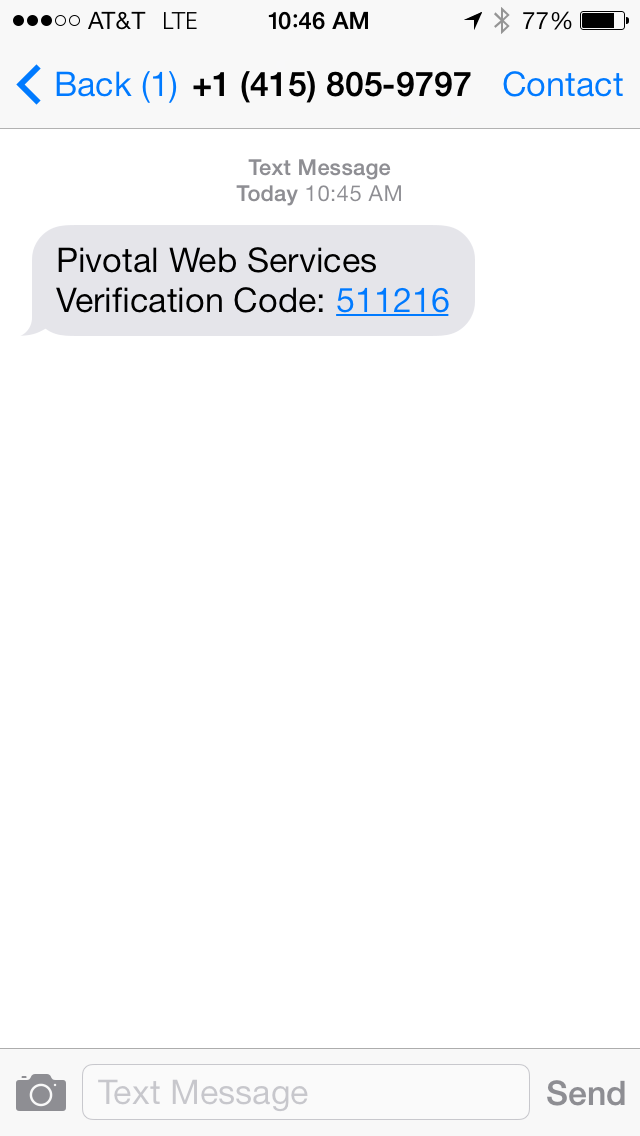 AT&T LTE 10:46 AM 77%
Back (1) +1 (415) 805-9797 Contact
Text Message
Today 10:45 AM
Pivotal Web Services
Verification Code: 511216
Text Message Send